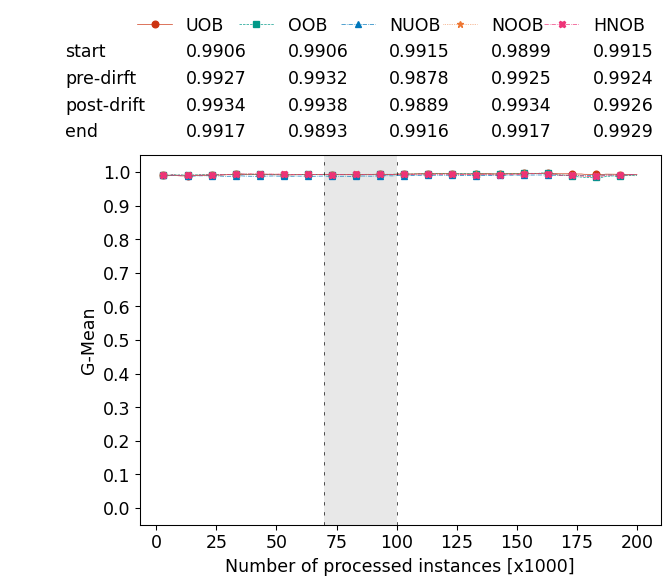 UOB OOB NUOB NOOB HNOB
start 0.9906 0.9906 0.9915 0.9899 0.9915
pre-dirft 0.9927 0.9932 0.9878 0.9925 0.9924
post-drift 0.9934 0.9938 0.9889 0.9934 0.9926
end 0.9917 0.9893 0.9916 0.9917 0.9929
1.0
0.9
0.8
0.7
0.6
0.5
0.4
0.3
0.2
0.1
0.0
G-Mean
0 25 50 75 100 125 150 175 200
Number of processed instances [x1000]